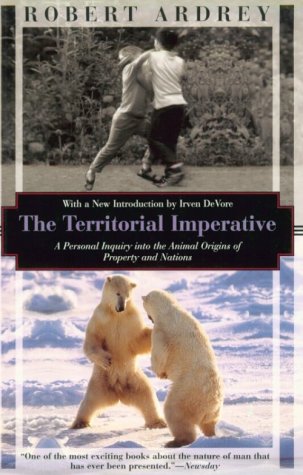 ROBERT ARDREY
With a New Introduction by Irven DeVore
The Territorial Imperative
A Personal Inquiry into the Animal Origins of
Property and Nations
"One of the most exciting books about the nature of man that
has ever been presented."—Newsday